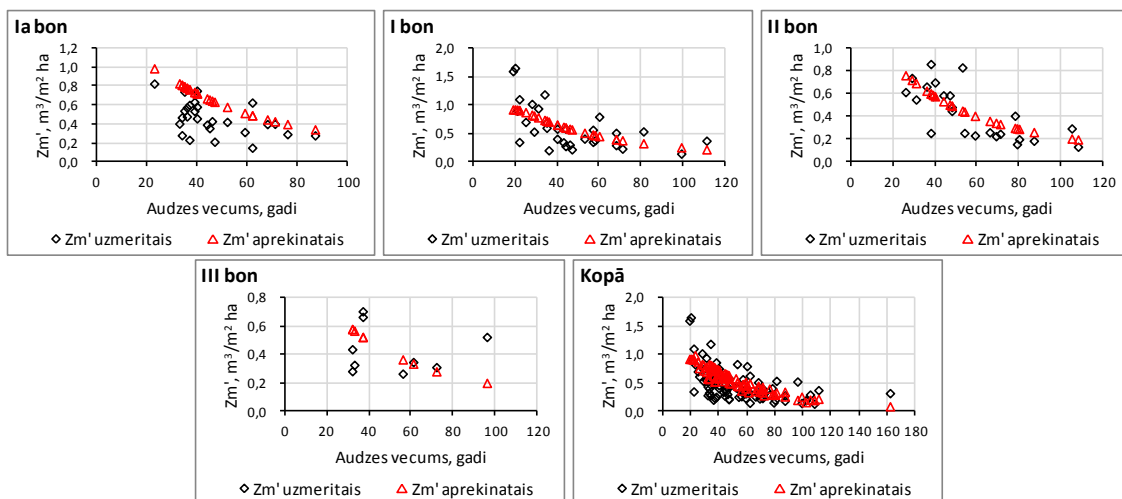 Ia bon
Zm', m³/m² ha
1,2
1,0
0,8
0,6
0,4
0,2
0,0
0 20 40 60 80 100
Audzes vecums, gadi
Zm' uzmeritais Zm' aprekinatais
I bon
Zm', m³/m² ha
2,0
1,5
1,0
0,5
0,0
0 20 40 60 80 100 120
Audzes vecums, gadi
Zm' uzmeritais Zm' aprekinatais
II bon
Zm', m³/m² ha
1,0
0,8
0,6
0,4
0,2
0,0
0 20 40 60 80 100 120
Audzes vecums, gadi
Zm' uzmeritais Zm' aprekinatais
III bon
Zm', m³/m² ha
0,8
0,6
0,4
0,2
0,0
0 20 40 60 80 100 120
Audzes vecums, gadi
Zm' uzmeritais Zm' aprekinatais
Kopā
Zm', m³/m² ha
2,0
1,5
1,0
0,5
0,0
0 20 40 60 80 100 120 140 160 180
Audzes vecums, gadi
Zm' uzmeritais Zm' aprekinatais